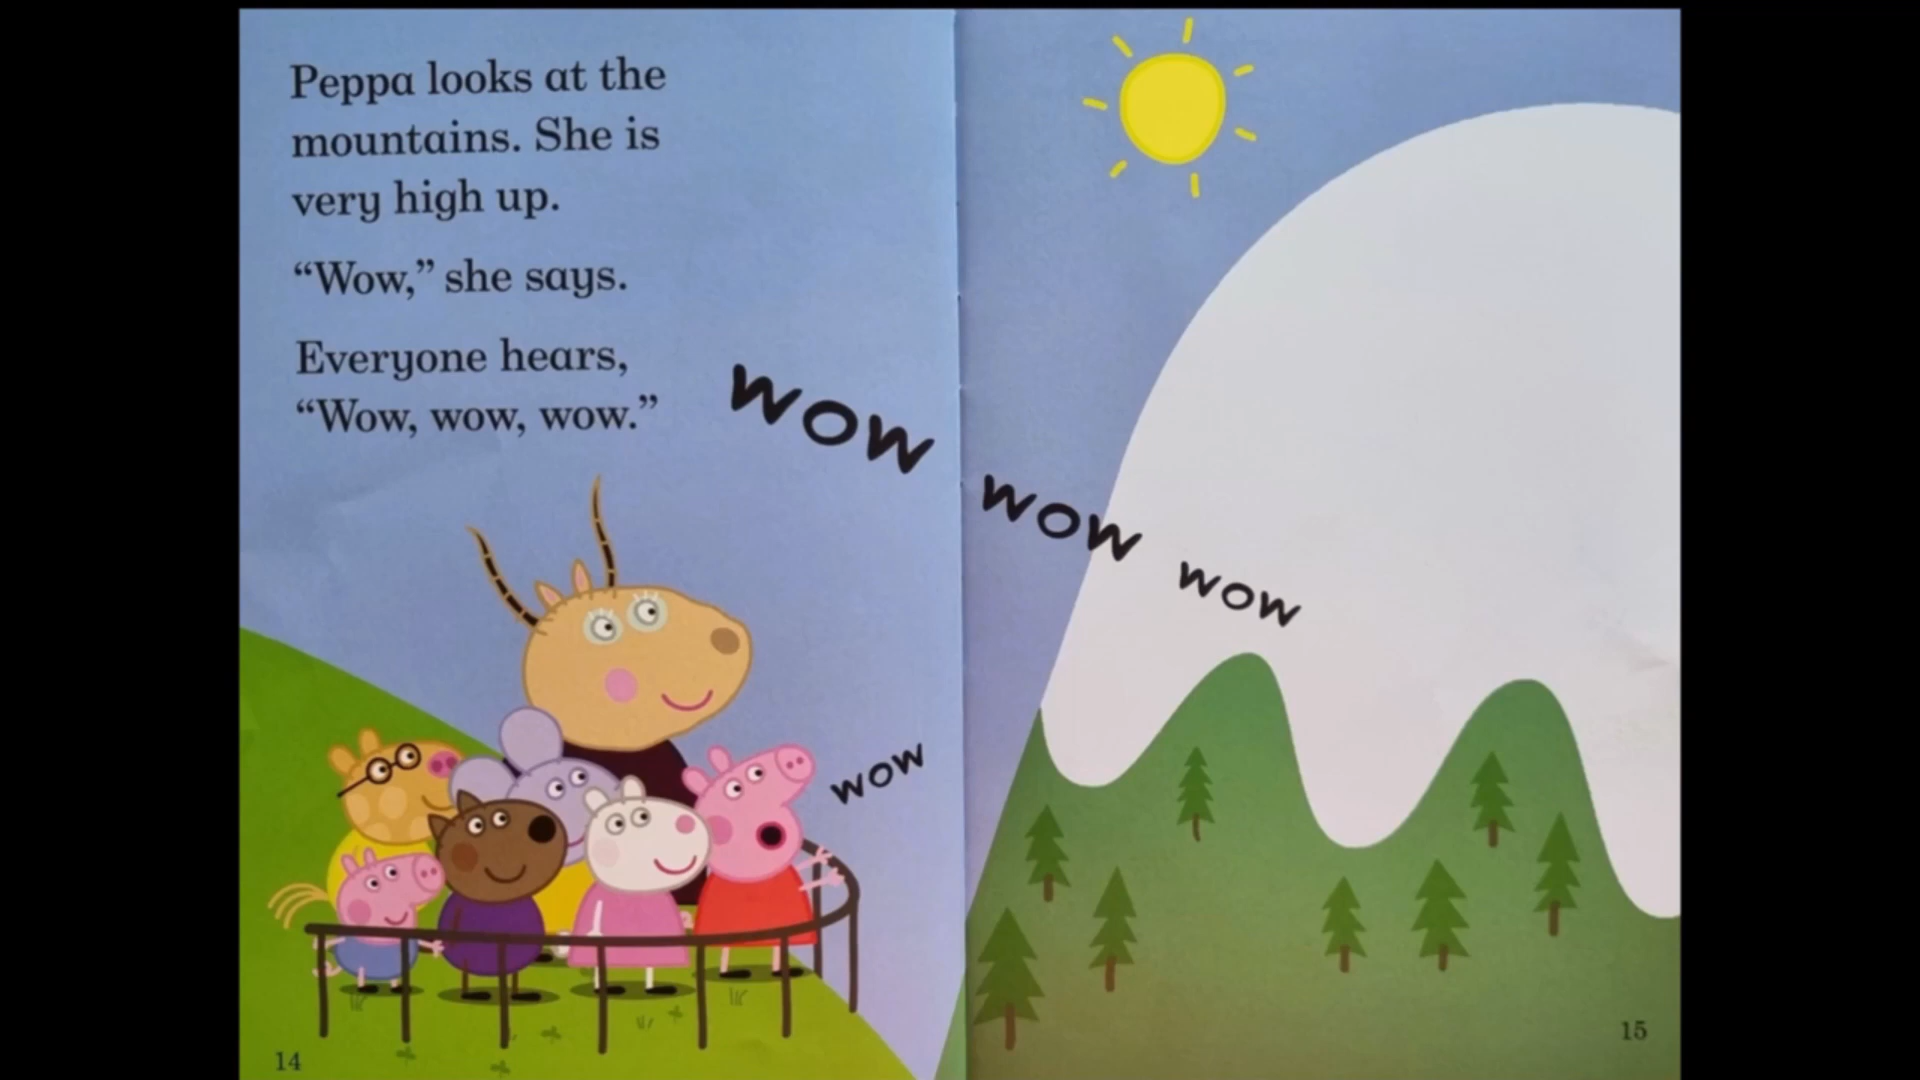 Peppa looks at the
mountains. She is
very high up.
“Wow,” she says.
Everyone hears,
“Wow, wow, wow.”
wow
wow
wow
wow
14
15